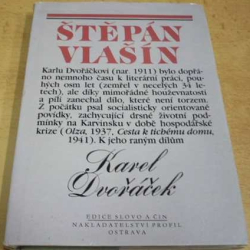 ŠTĚPÁN
VLAŠÍN
Karlu Dvořáčkovi (nar. 1911) bylo dopřá-
no nemnoho času k literární práci, pou-
hých osm let (zemřel v necelých 34 le-
tech), ale díky mimořádné houževnatosti
a píli zanechal dílo, které není torzem.
Z počátku psal socialisticky orientované
povídky, zachycující drsné životní pod-
mínky na Karvinsku v době hospodářské
krize (Olza, 1937, Cesta k tichému domu,
1941). K jeho raným dílům
Karel
Dvořáček
EDICE SLOVO A ČIN
NAKLADATELSTVÍ PROFIL
OSTRAVA